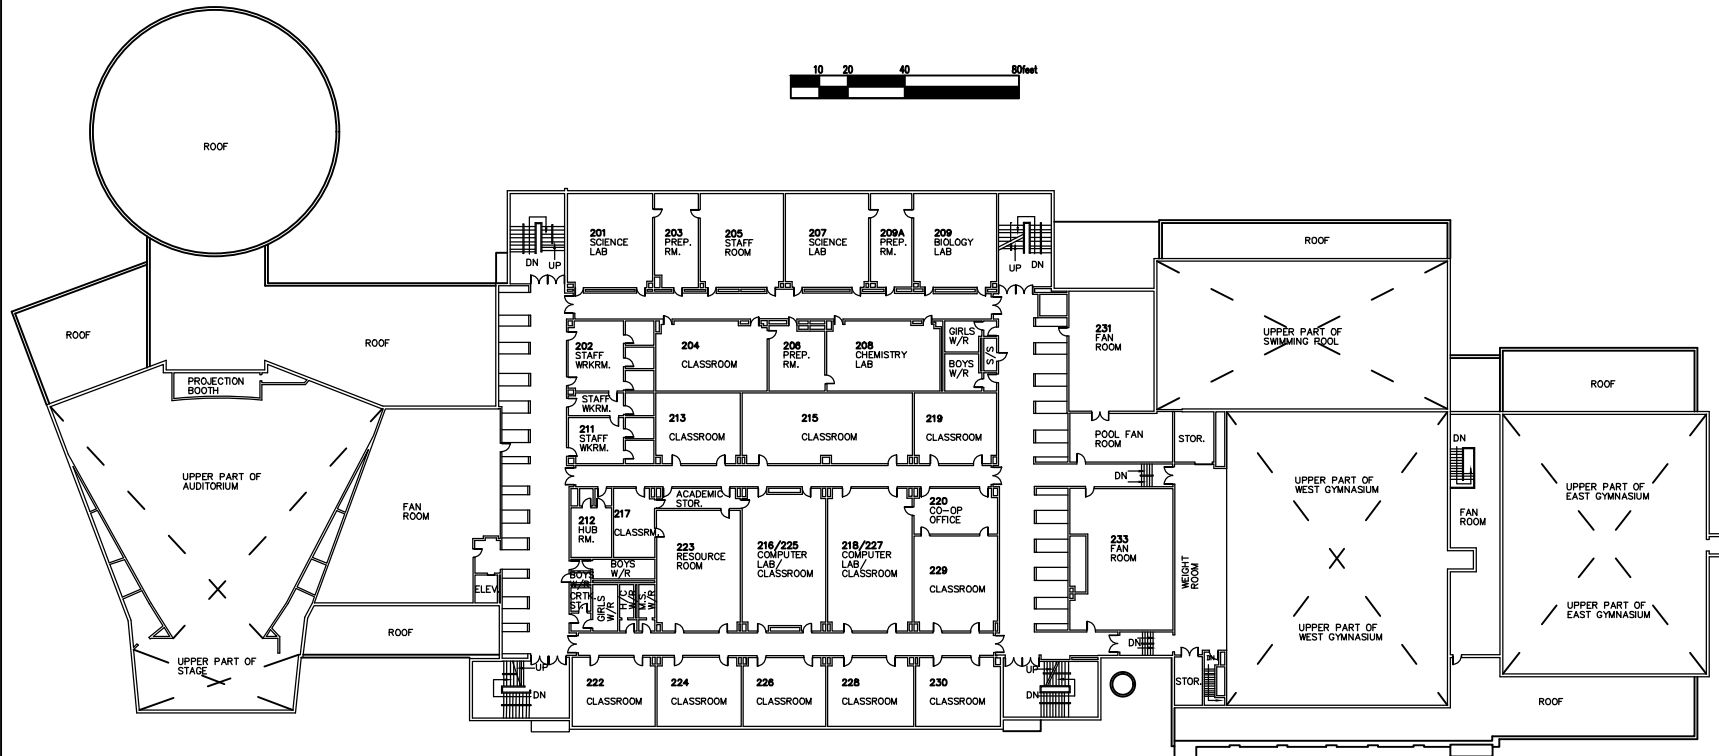 10 20 40 80feet
ROOF
201
SCIENCE
LAB
203
PREP.
RM.
205
STAFF
ROOM
207
SCIENCE
LAB
209A
PREP.
RM.
209
BIOLOGY
LAB
DN
UP
UP
DN
ROOF
ROOF
ROOF
202
STAFF
WRKRM.
204
CLASSROOM
206
PREP.
RM.
208
CHEMISTRY
LAB
GIRLS
W/R
BOYS
W/R
S/S
231
FAN
ROOM
UPPER PART OF
SWIMMING POOL
PROJECTION
BOOTH
STAFF
WKRM.
211
STAFF
WKRM.
213
CLASSROOM
215
CLASSROOM
219
CLASSROOM
POOL FAN
ROOM
STOR.
ROOF
DN
DN
UPPER PART OF
AUDITORIUM
FAN
ROOM
212
HUB
RM.
217
CLASSRM.
ACADEMIC
STOR.
223
RESOURCE
ROOM
216/225
COMPUTER
LAB/
CLASSROOM
218/227
COMPUTER
LAB/
CLASSROOM
220
CO-OP
OFFICE
229
CLASSROOM
233
FAN
ROOM
WEIGHT
ROOM
UPPER PART OF
WEST GYMNASIUM
FAN
ROOM
UPPER PART OF
EAST GYMNASIUM
BOYS
W/R
BOYS
W/R
CRTK.
ST.
GIRLS
W/R
H/C
W/R
M.S.
W/R
ELEV.
ROOF
UPPER PART OF
WEST GYMNASIUM
UPPER PART OF
EAST GYMNASIUM
DN
UPPER PART OF
STAGE
UP
DN
222
CLASSROOM
224
CLASSROOM
226
CLASSROOM
228
CLASSROOM
230
CLASSROOM
UP
DN
STOR.
DN
ROOF